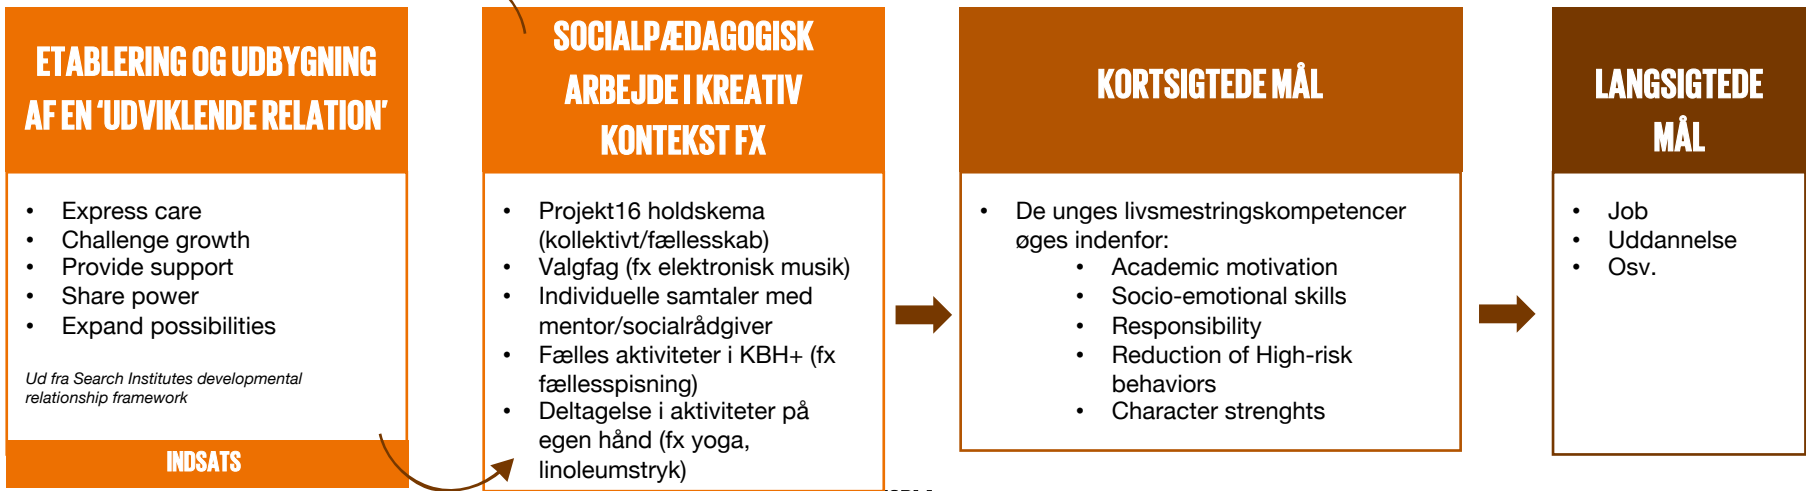 ETABLERING OG UDBYGNING
AF EN ‘UDVIKLENDE RELATION’
• Express care
• Challenge growth
• Provide support
• Share power
• Expand possibilities
Ud fra Search Institutes developmental
relationship framework
INDSATS
SOCIALPÆDAGOGISK
ARBEJDE I KREATIV
KONTEKST FX
• Projekt16 holdskema
(kollektivt/fællesskab)
• Valgfag (fx elektronisk musik)
• Individuelle samtaler med
mentor/socialrådgiver
• Fælles aktiviteter i KBH+ (fx
fællesspisning)
• Deltagelse i aktiviteter på
egen hånd (fx yoga,
linoleumstryk)
KORTSIGTEDE MÅL
• De unges livsmestringskompetencer
øges indenfor:
• Academic motivation
• Socio-emotional skills
• Responsibility
• Reduction of High-risk
behaviors
• Character strenghts
LANGSIGTEDE
MÅL
• Job
• Uddannelse
• Osv.